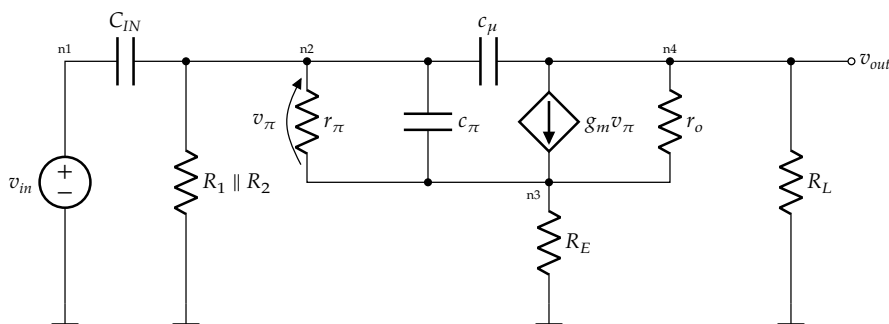 C_IN
c_μ
n1
n2
n4
v_out
v_π
r_π
c_π
g_m v_π
r_o
+
−
v_in
R_1 ∥ R_2
R_L
n3
R_E